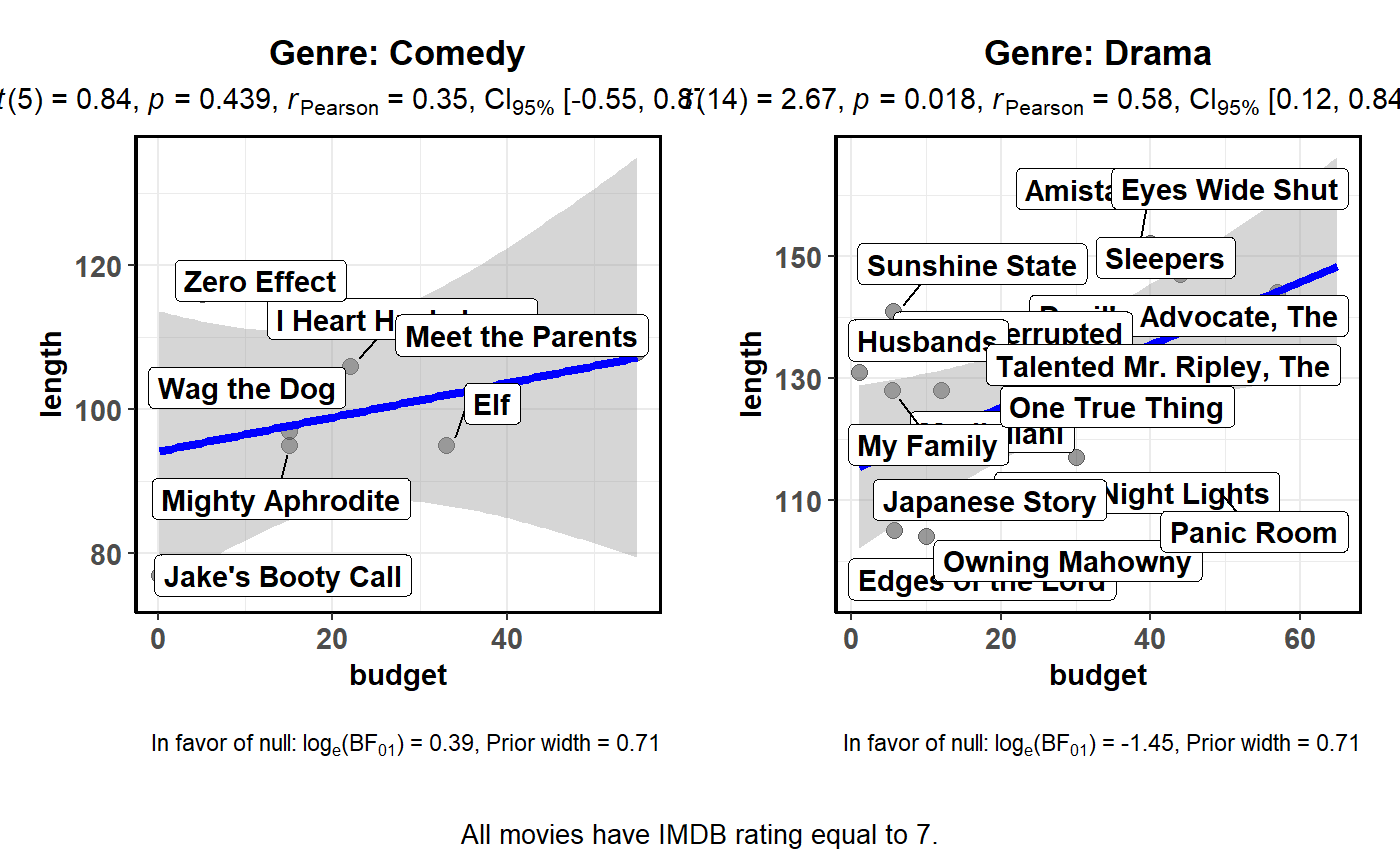 Genre: Comedy
t(5) = 0.84, p = 0.439, rPearson = 0.35, CI95% [-0.55, 0.8
120
100
80
length
Zero Effect
I Heart
Meet the Parents
Wag the Dog
Elf
Mighty Aphrodite
Jake's Booty Call
0
20
40
budget
In favor of null: loge(BF01) = 0.39, Prior width = 0.71
Genre: Drama
(14) = 2.67, p = 0.018, rPearson = 0.58, CI95% [0.12, 0.84
150
130
110
length
Eyes Wide Shut
Sleepers
Sunshine State
Advocate, The
Husbands
Talented Mr. Ripley, The
One True Thing
My Family
Night Lights
Japanese Story
Panic Room
Owning Mahowny
Edges of the Lord
0
20
40
60
budget
In favor of null: loge(BF01) = -1.45, Prior width = 0.71
All movies have IMDB rating equal to 7.